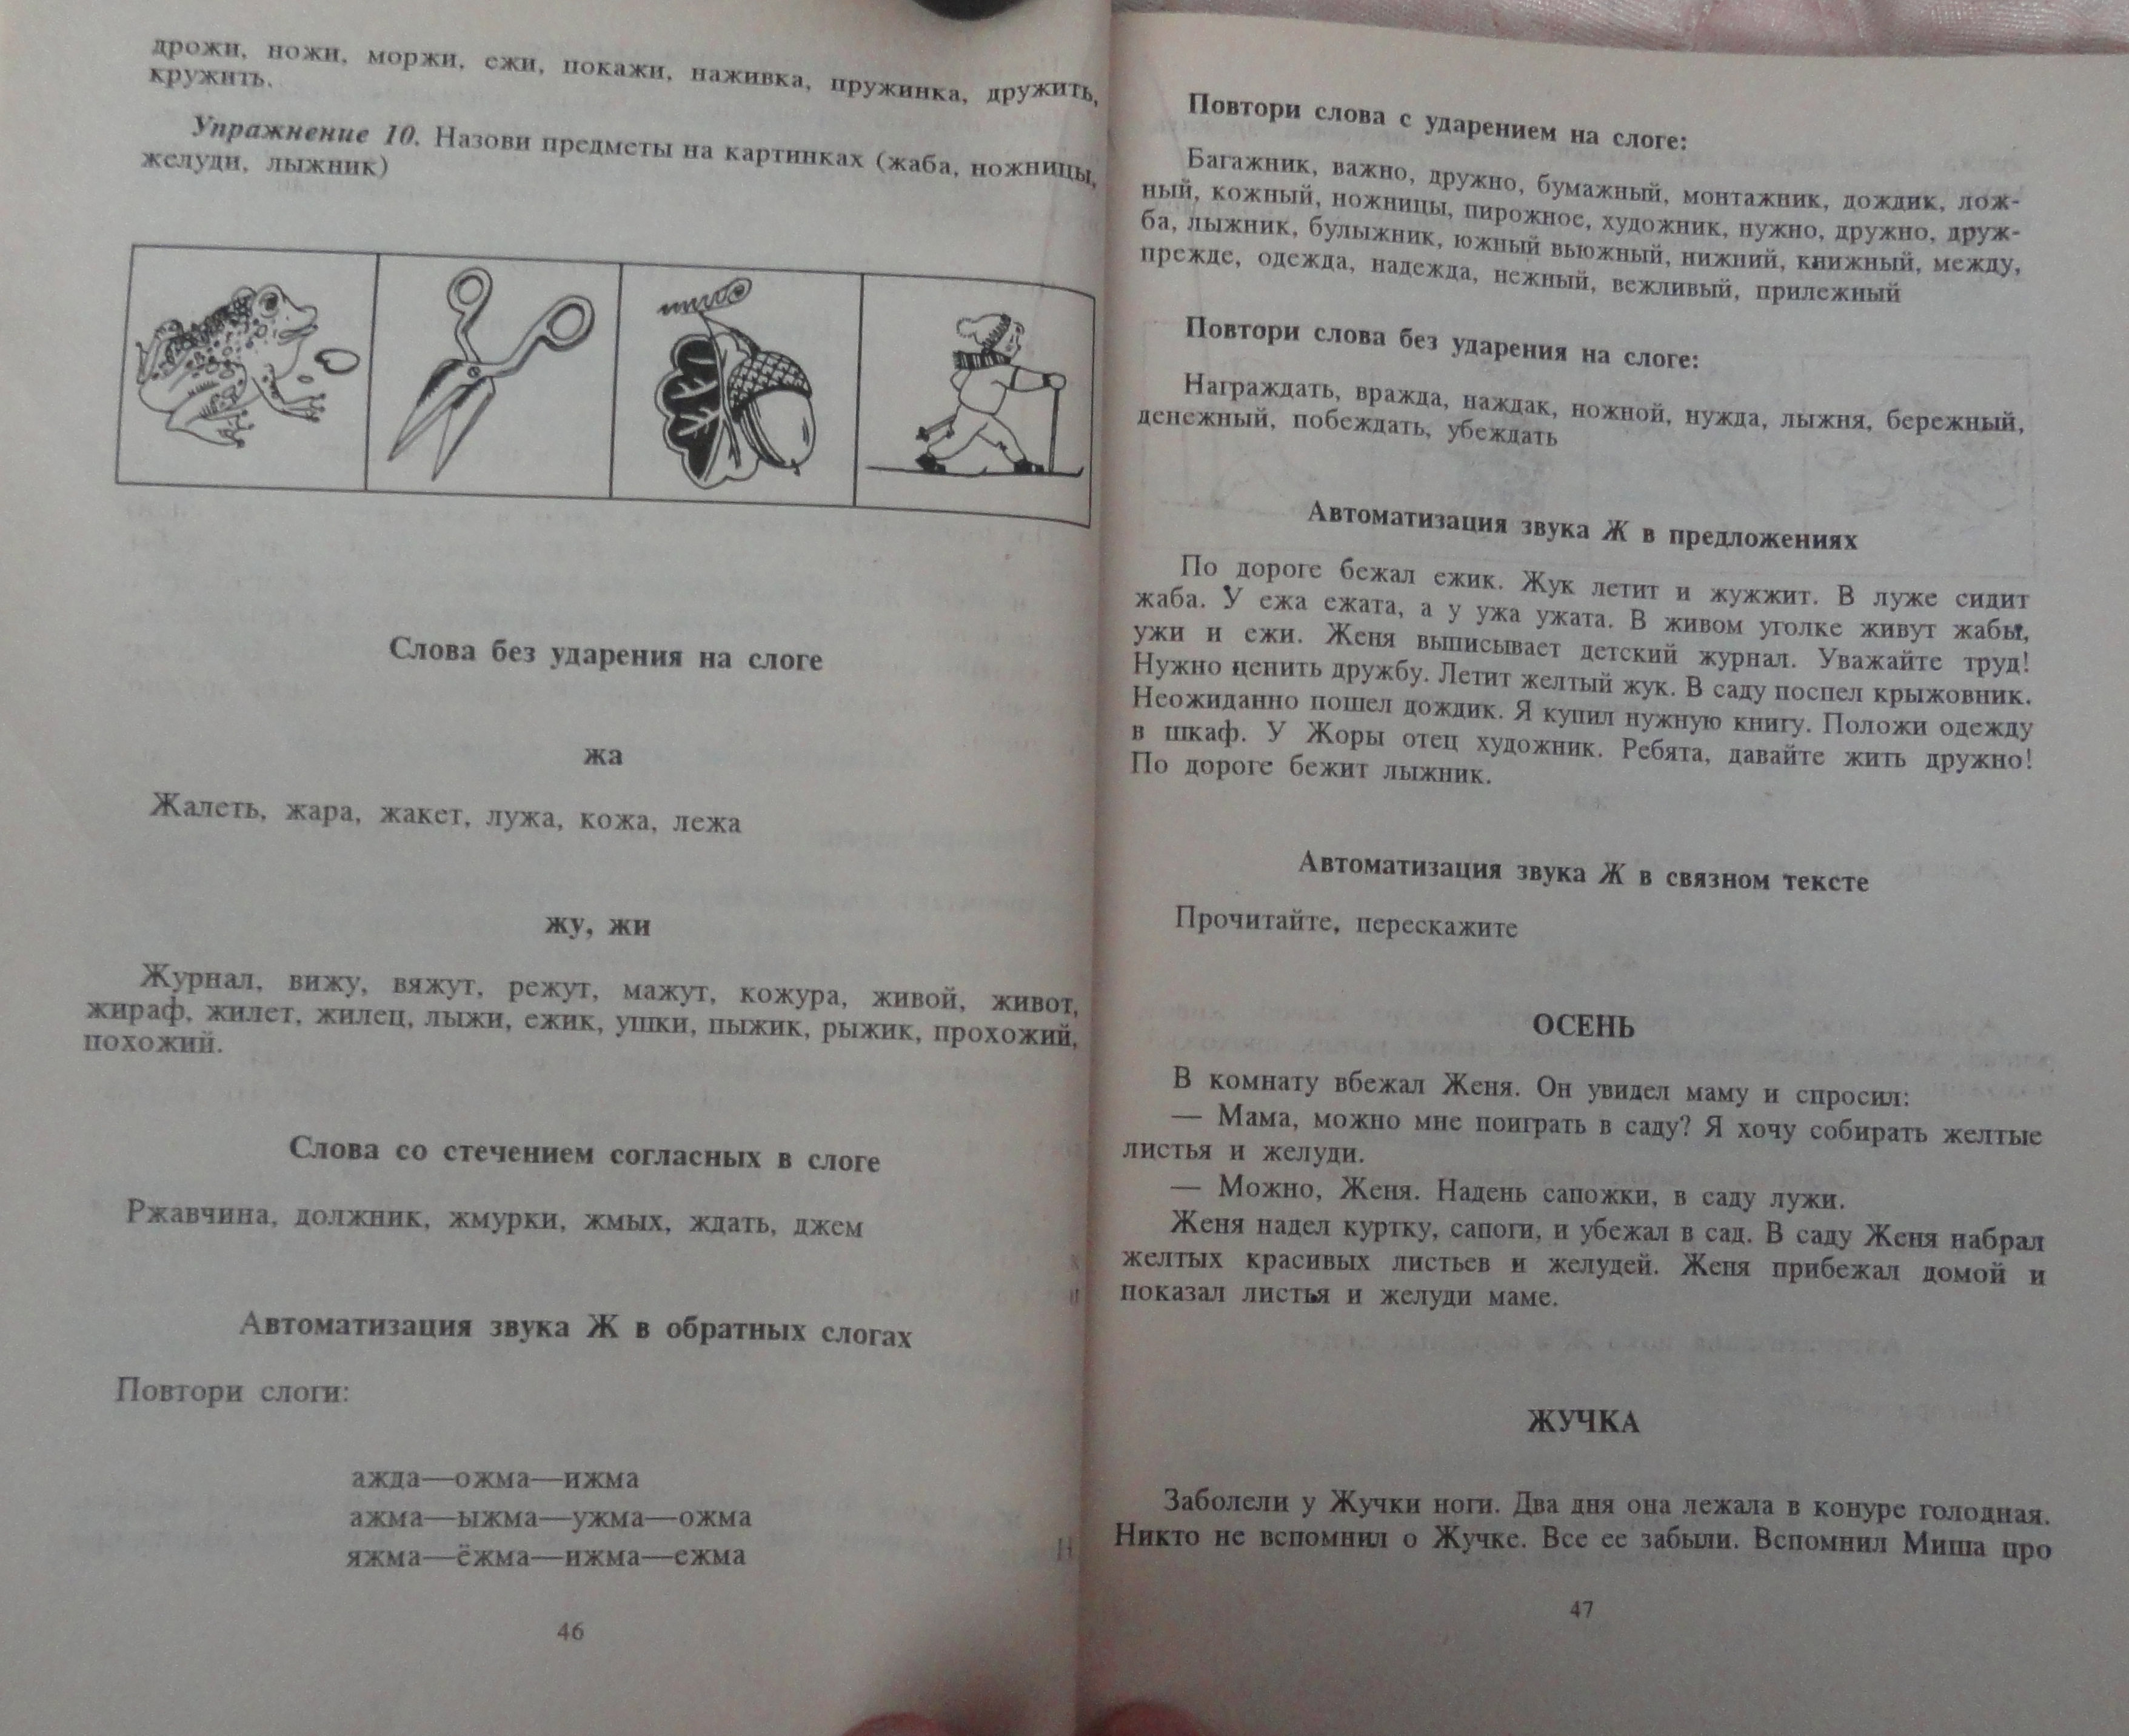 дрожи, ножи, моржи, ежи, покажи, наживка, пружинка, дружить,
кружить.
Упражнение 10. Назови предметы на картинках (жаба, ножницы,
желуди, лыжник)
Слова без ударения на слоге
жа
Жалеть, жара, жакет, лужа, кожа, лежа
жу, жи
Журнал, вижу, вяжут, режут, мажут, кожура, живой, живот,
жираф, жилет, жилец, лыжи, ежик, ушки, пыжик, рыжик, прохожий,
похожий.
Слова со стечением согласных в слоге
Ржавчина, должник, жмурки, жмых, ждать, джем
Автоматизация звука Ж в обратных слогах
Повтори слоги:
ажда—ожма—ижма
ажма—ыжма—ужма—ожма
яжма—ёжма—ижма—ежма
46
Повтори слова с ударением на слоге:
Багажник, важно, дружно, бумажный, монтажник, дождик, лож-
ный, кожный, ножницы, пирожное, художник, нужно, дружно, друж-
ба, лыжник, булыжник, южный вьюжный, нижний, книжный, между,
прежде, одежда, надежда, нежный, вежливый, прилежный
Повтори слова без ударения на слоге:
Награждать, вражда, наждак, ножной, нужда, лыжня, бережный,
денежный, побеждать, убеждать
Автоматизация звука Ж в предложениях
По дороге бежал ежик. Жук летит и жужжит. В луже сидит
жаба. У ежа ежата, а у ужа ужата. В живом уголке живут жабы,
ужи и ежи. Женя выписывает детский журнал. Уважайте труд!
Нужно ценить дружбу. Летит желтый жук. В саду поспел крыжовник.
Неожиданно пошел дождик. Я купил нужную книгу. Положи одежду
в шкаф. У Жоры отец художник. Ребята, давайте жить дружно!
По дороге бежит лыжник.
Автоматизация звука Ж в связном тексте
Прочитайте, перескажите
ОСЕНЬ
В комнату вбежал Женя. Он увидел маму и спросил:
— Мама, можно мне поиграть в саду? Я хочу собирать желтые
листья и желуди.
— Можно, Женя. Надень сапожки, в саду лужи.
Женя надел куртку, сапоги, и убежал в сад. В саду Женя набрал
желтых красивых листьев и желудей. Женя прибежал домой и
показал листья и желуди маме.
ЖУЧКА
Заболели у Жучки ноги. Два дня она лежала в конуре голодная.
Никто не вспомнил о Жучке. Все ее забыли. Вспомнил Миша про
47